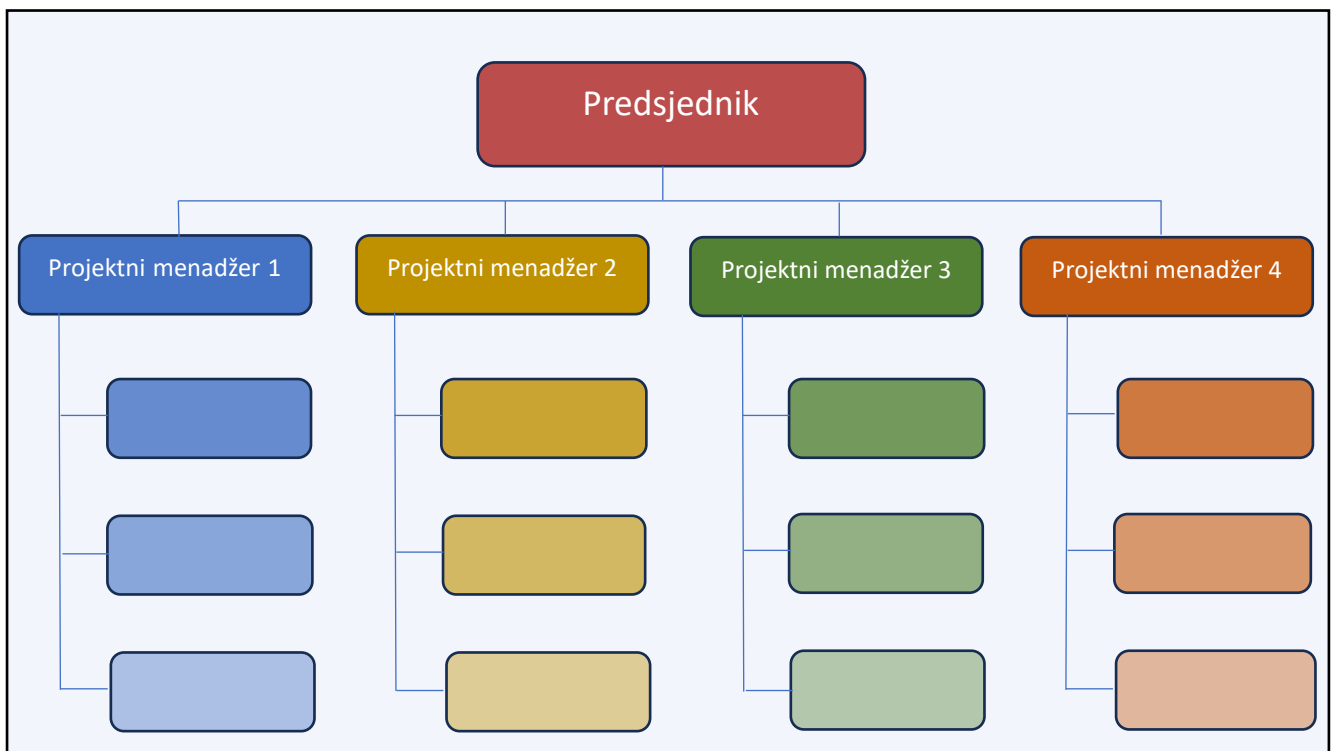 Predsjednik
Projektni menadžer 1
Projektni menadžer 2
Projektni menadžer 3
Projektni menadžer 4